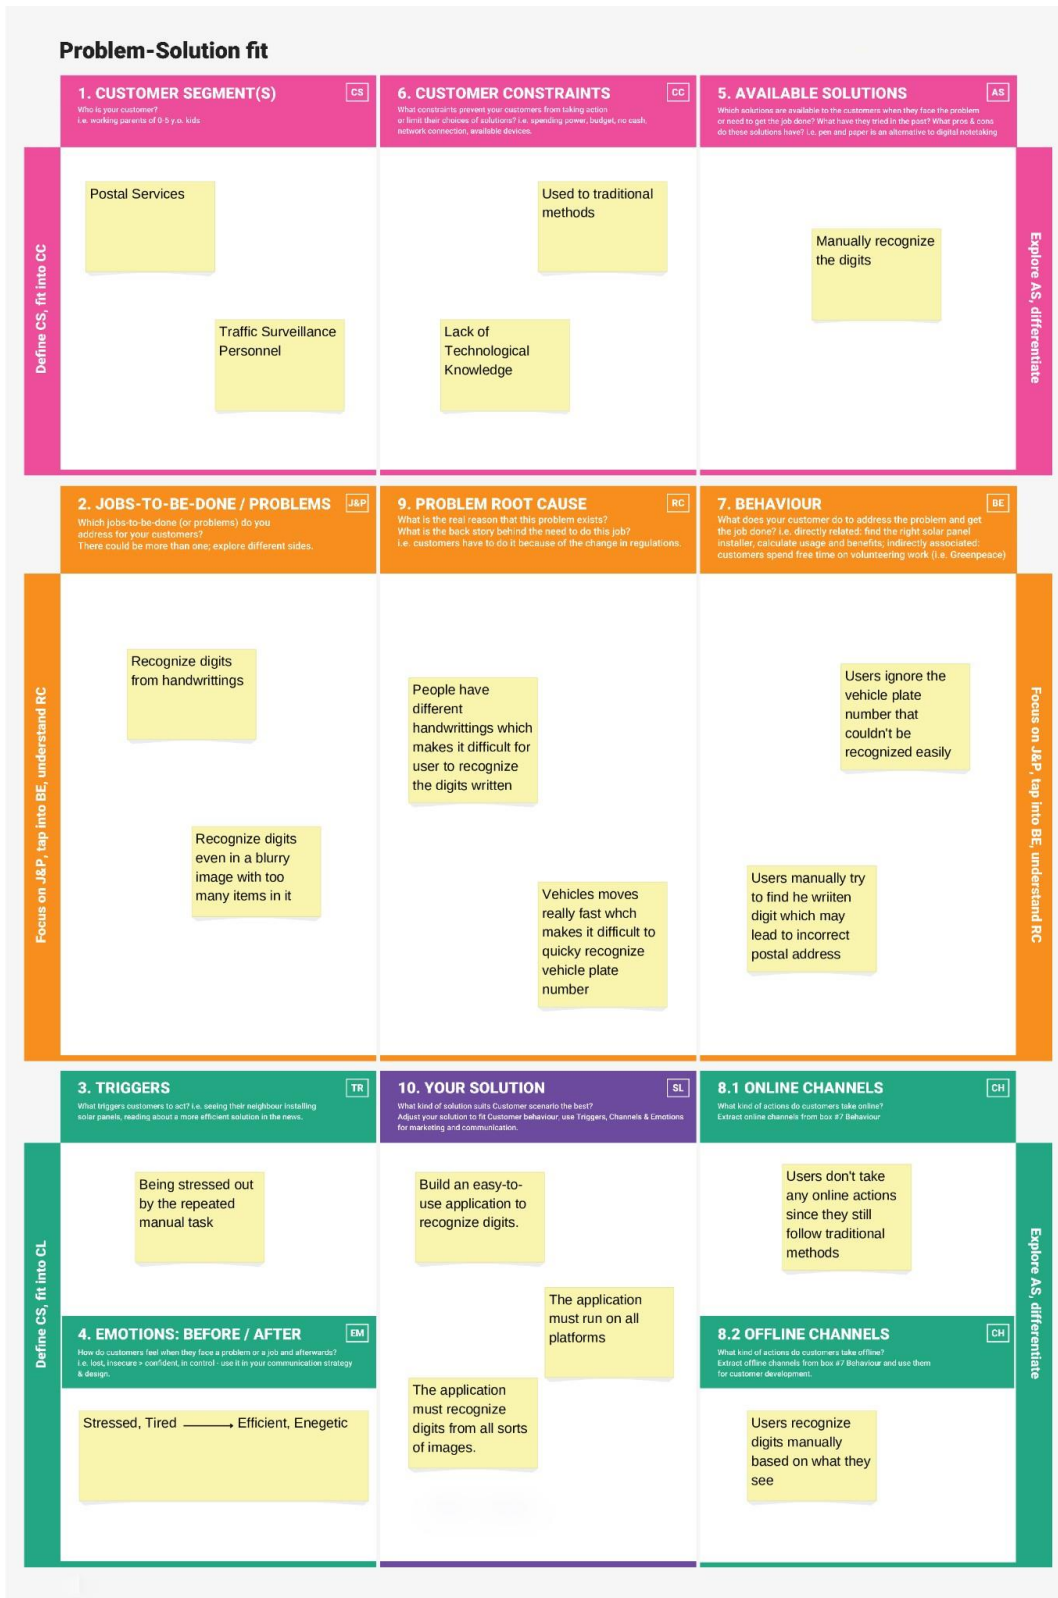 Problem-Solution fit
1. CUSTOMER SEGMENT(S)
CS
Who is your customer?
i.e. working parents of 0-5 y.o. kids
6. CUSTOMER CONSTRAINTS
CC
What constraints prevent your customers from taking action
or limit their choices of solutions? i.e. spending power, budget, no cash,
network connection, available devices.
5. AVAILABLE SOLUTIONS
AS
Which solutions are available to the customers when they face the problem
or need to get the job done? What have they tried in the past? What pros & cons
do these solutions have? i.e. pen and paper is an alternative to digital notetaking
Define CS, fit into CC
Postal Services
Traffic Surveillance
Personnel
Used to traditional
methods
Lack of
Technological
Knowledge
Manually recognize
the digits
Explore AS, differentiate
2. JOBS-TO-BE-DONE / PROBLEMS
J&P
Which jobs-to-be-done (or problems) do you
address for your customers?
There could be more than one; explore different sides.
9. PROBLEM ROOT CAUSE
RC
What is the real reason that this problem exists?
What is the back story behind the need to do this job?
i.e. customers have to do it because of the change in regulations.
7. BEHAVIOUR
BE
What does your customer do to address the problem and get
the job done? i.e. directly related: find the right solar panel
installer, calculate usage and benefits; indirectly associated:
customers spend free time on volunteering work (i.e. Greenpeace)
Focus on J&P, tap into BE, understand RC
Recognize digits
from handwrittings
Recognize digits
even in a blurry
image with too
many items in it
People have
different
handwrittings which
makes it difficult for
user to recognize
the digits written
Vehicles moves
really fast whch
makes it difficult to
quicky recognize
vehicle plate
number
Users ignore the
vehicle plate
number that
couldn't be
recognized easily
Users manually try
to find he wriiten
digit which may
lead to incorrect
postal address
Focus on J&P, tap into BE, understand RC
3. TRIGGERS
TR
What triggers customers to act? i.e. seeing their neighbour installing
solar panels, reading about a more efficient solution in the news.
10. YOUR SOLUTION
SL
What kind of solution suits Customer scenario the best?
Adjust your solution to fit Customer behaviour, use Triggers, Channels & Emotions
for marketing and communication.
8.1 ONLINE CHANNELS
CH
What kind of actions do customers take online?
Extract online channels from box #7 Behaviour
Define CS, fit into CL
Being stressed out
by the repeated
manual task
4. EMOTIONS: BEFORE / AFTER
EM
How do customers feel when they face a problem or a job and afterwards?
i.e. lost, insecure > confident, in control - use it in your communication strategy
& design.
Stressed, Tired
Efficient, Enegetic
Build an easy-to-
use application to
recognize digits.
The application
must run on all
platforms
The application
must recognize
digits from all sorts
of images.
Users don't take
any online actions
since they still
follow traditional
methods
8.2 OFFLINE CHANNELS
CH
What kind of actions do customers take offline?
Extract offline channels from box #7 Behaviour and use them
for customer development.
Users recognize
digits manually
based on what they
see
Explore AS, differentiate